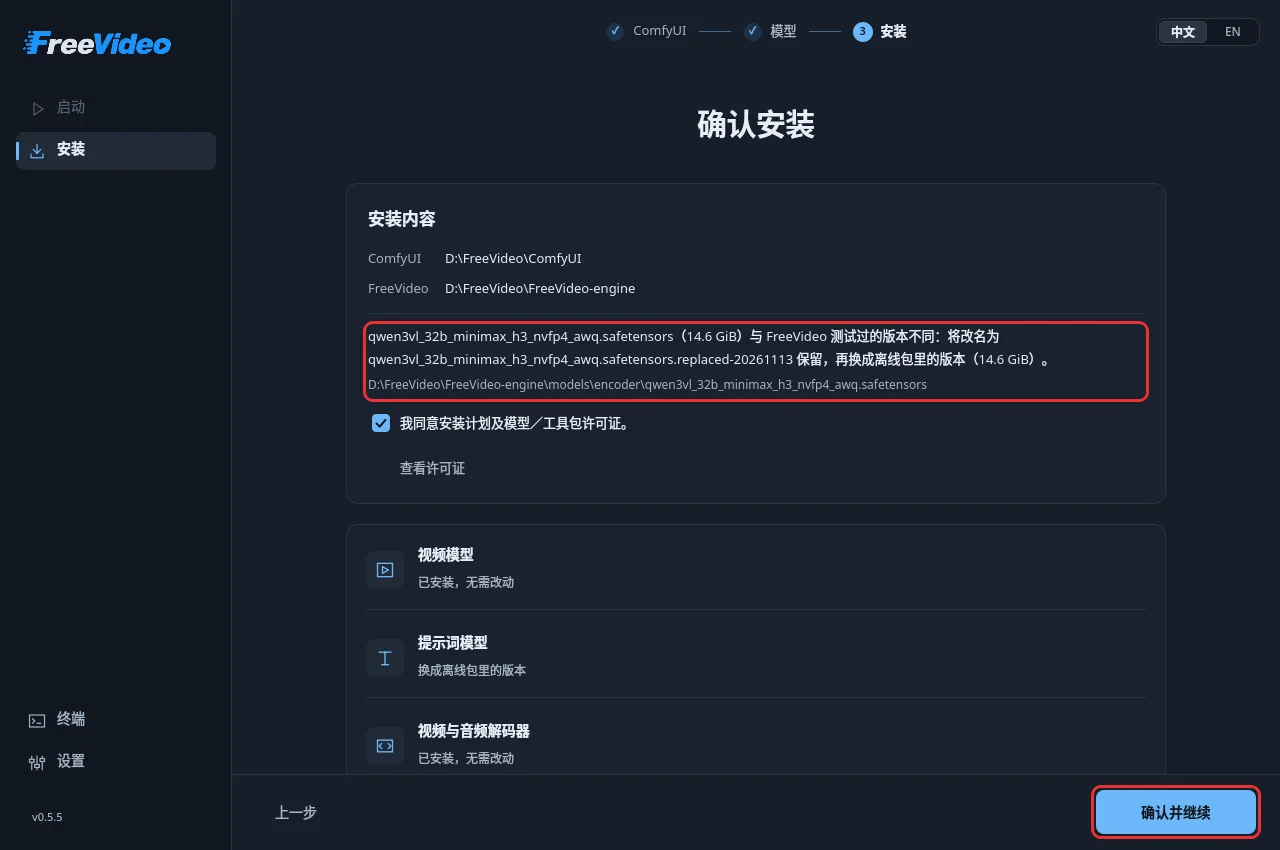 FreeVideo
ComfyUI
模型
3 安装
中文
EN
启动
安装
确认安装
安装内容
ComfyUI D:\FreeVideo\ComfyUI
FreeVideo D:\FreeVideo\FreeVideo-engine
qwen3vl_32b_minimax_h3_nvfp4_awq.safetensors（14.6 GiB）与 FreeVideo 测试过的版本不同：将改名为
qwen3vl_32b_minimax_h3_nvfp4_awq.safetensors.replaced-20261113 保留，再换成离线包里的版本（14.6 GiB）。
D:\FreeVideo\FreeVideo-engine\models\encoder\qwen3vl_32b_minimax_h3_nvfp4_awq.safetensors
我同意安装计划及模型／工具包许可证。
查看许可证
视频模型
已安装，无需改动
提示词模型
换成离线包里的版本
视频与音频解码器
已安装，无需改动
终端
设置
v0.5.5
上一步
确认并继续